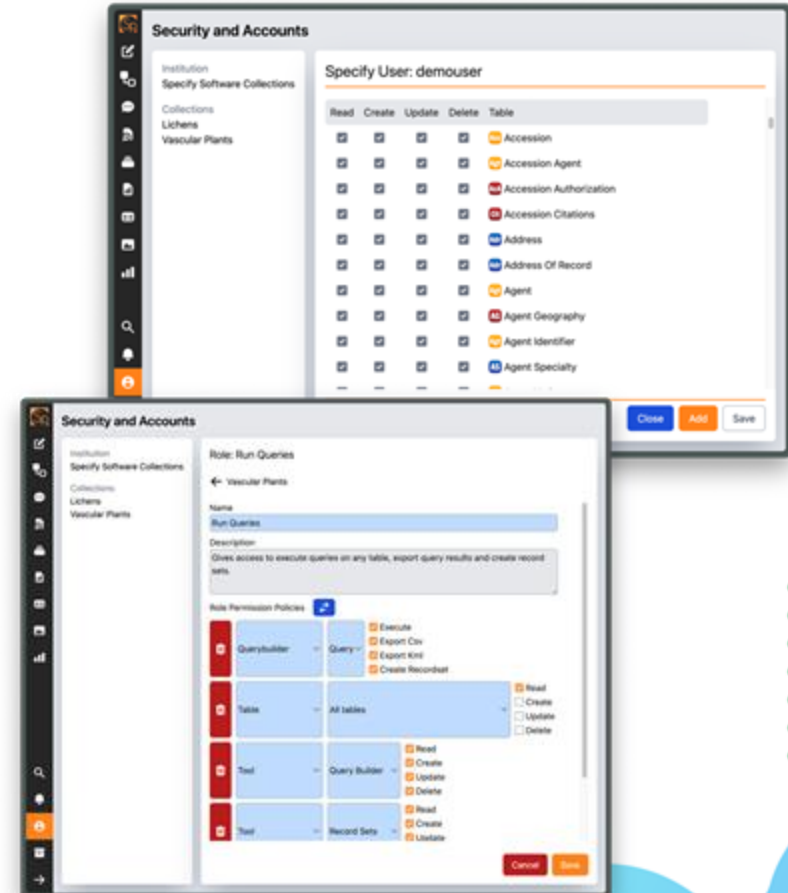 Security and Accounts
Institution
Specify Software Collections
Collections
Lichens
Vascular Plants
Specify User: demouser
Read Create Update Delete Table
Accession
Accession Agent
Accession Authorization
Accession Citations
Address
Address Of Record
Agent
Agent Geography
Agent Identifier
Agent Specialty
Close Add Save
Security and Accounts
Institution
Specify Software Collections
Collections
Lichens
Vascular Plants
Role: Run Queries
← Vascular Plants
Name
Run Queries
Description
Gives access to execute queries on any table, export query results and create record
sets.
Role Permission Policies
Querybuilder Query
Execute
Export Csv
Export Kml
Create Recordset
Table All tables
Read
Create
Update
Delete
Tool Query Builder
Read
Create
Update
Delete
Tool Record Sets
Read
Create
Update
Cancel Save